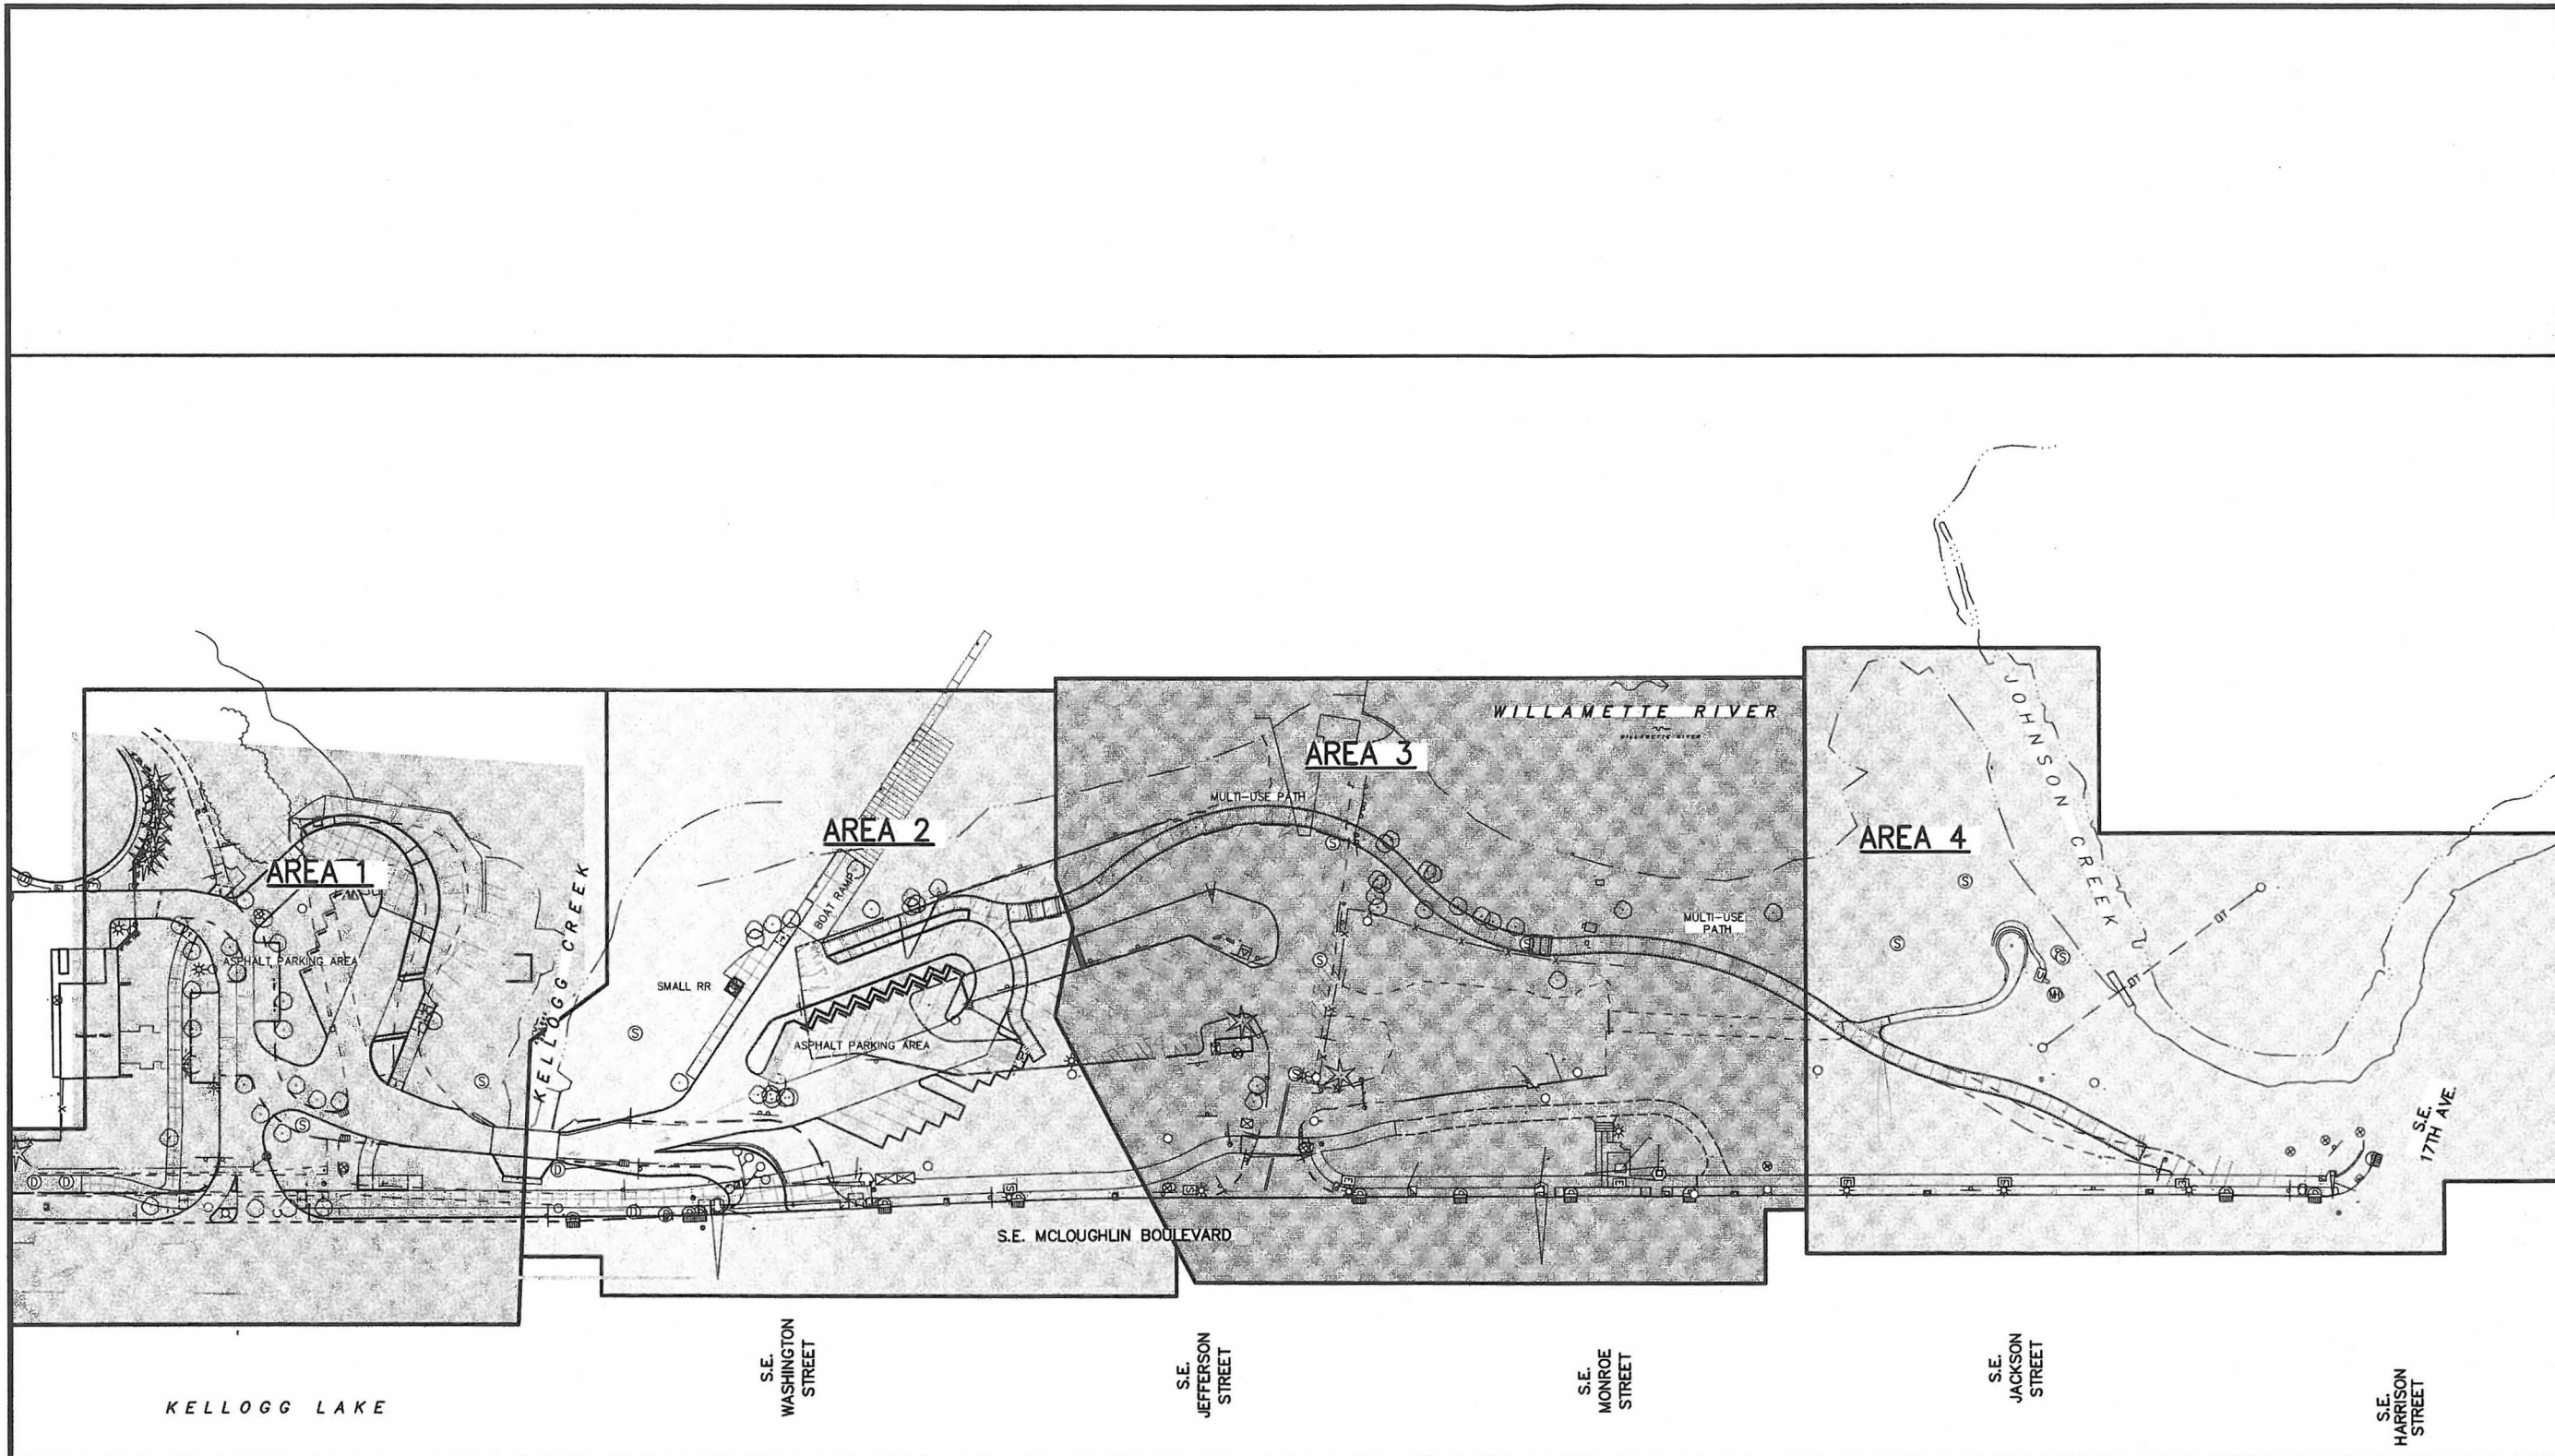 WILLAMETTE RIVER
WILLAMETTE RIVER
JOHNSON CREEK
AREA 3
MULTI-USE PATH
AREA 2
AREA 4
AREA 1
BOAT RAMP
KELLOGG CREEK
MULTI-USE
PATH
ASPHALT PARKING AREA
SMALL RR
ASPHALT PARKING AREA
S.E.
17TH AVE.
S.E. MCLOUGHLIN BOULEVARD
S.E.
WASHINGTON
STREET
S.E.
JEFFERSON
STREET
S.E.
MONROE
STREET
S.E.
JACKSON
STREET
S.E.
HARRISON
STREET
KELLOGG LAKE